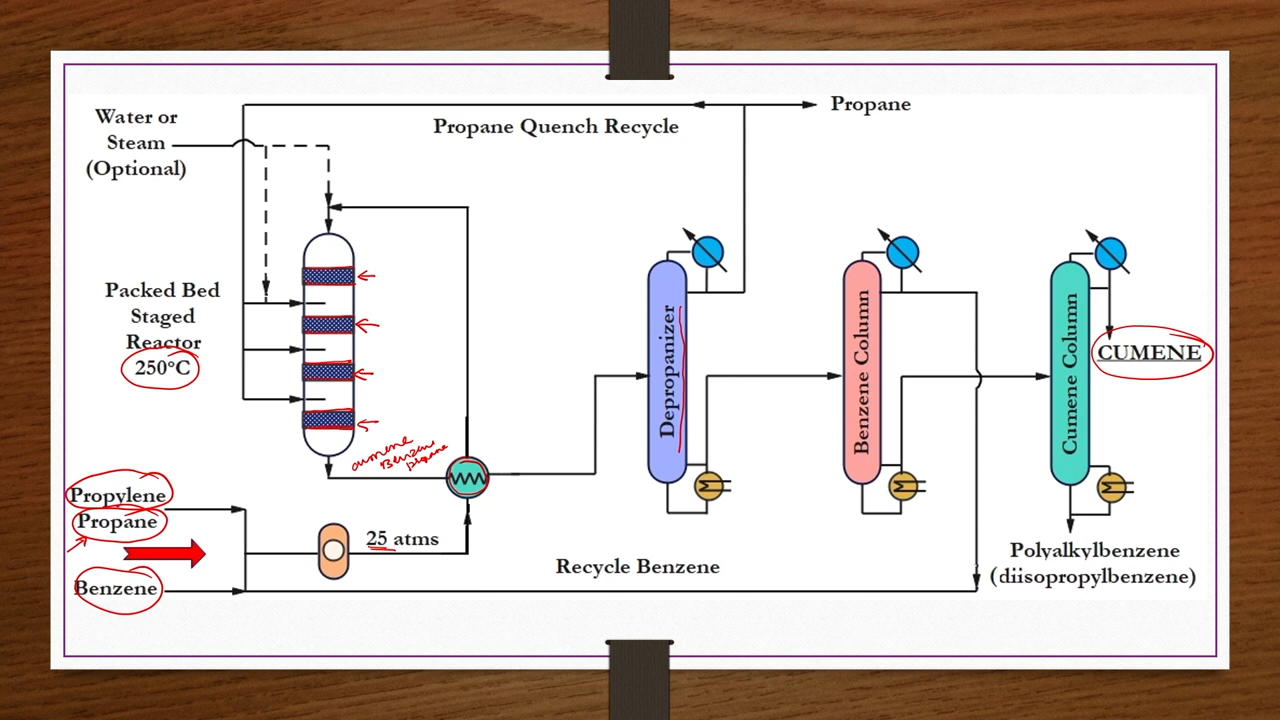 Water or
Steam
(Optional)
Propane Quench Recycle
Propane
Packed Bed
Staged
Reactor
250°C
Depropanizer
Benzene Column
Cumene Column
CUMENE
cumene
Benzene
propane
Propylene
Propane
Benzene
25 atms
Recycle Benzene
Polyalkylbenzene
(diisopropylbenzene)